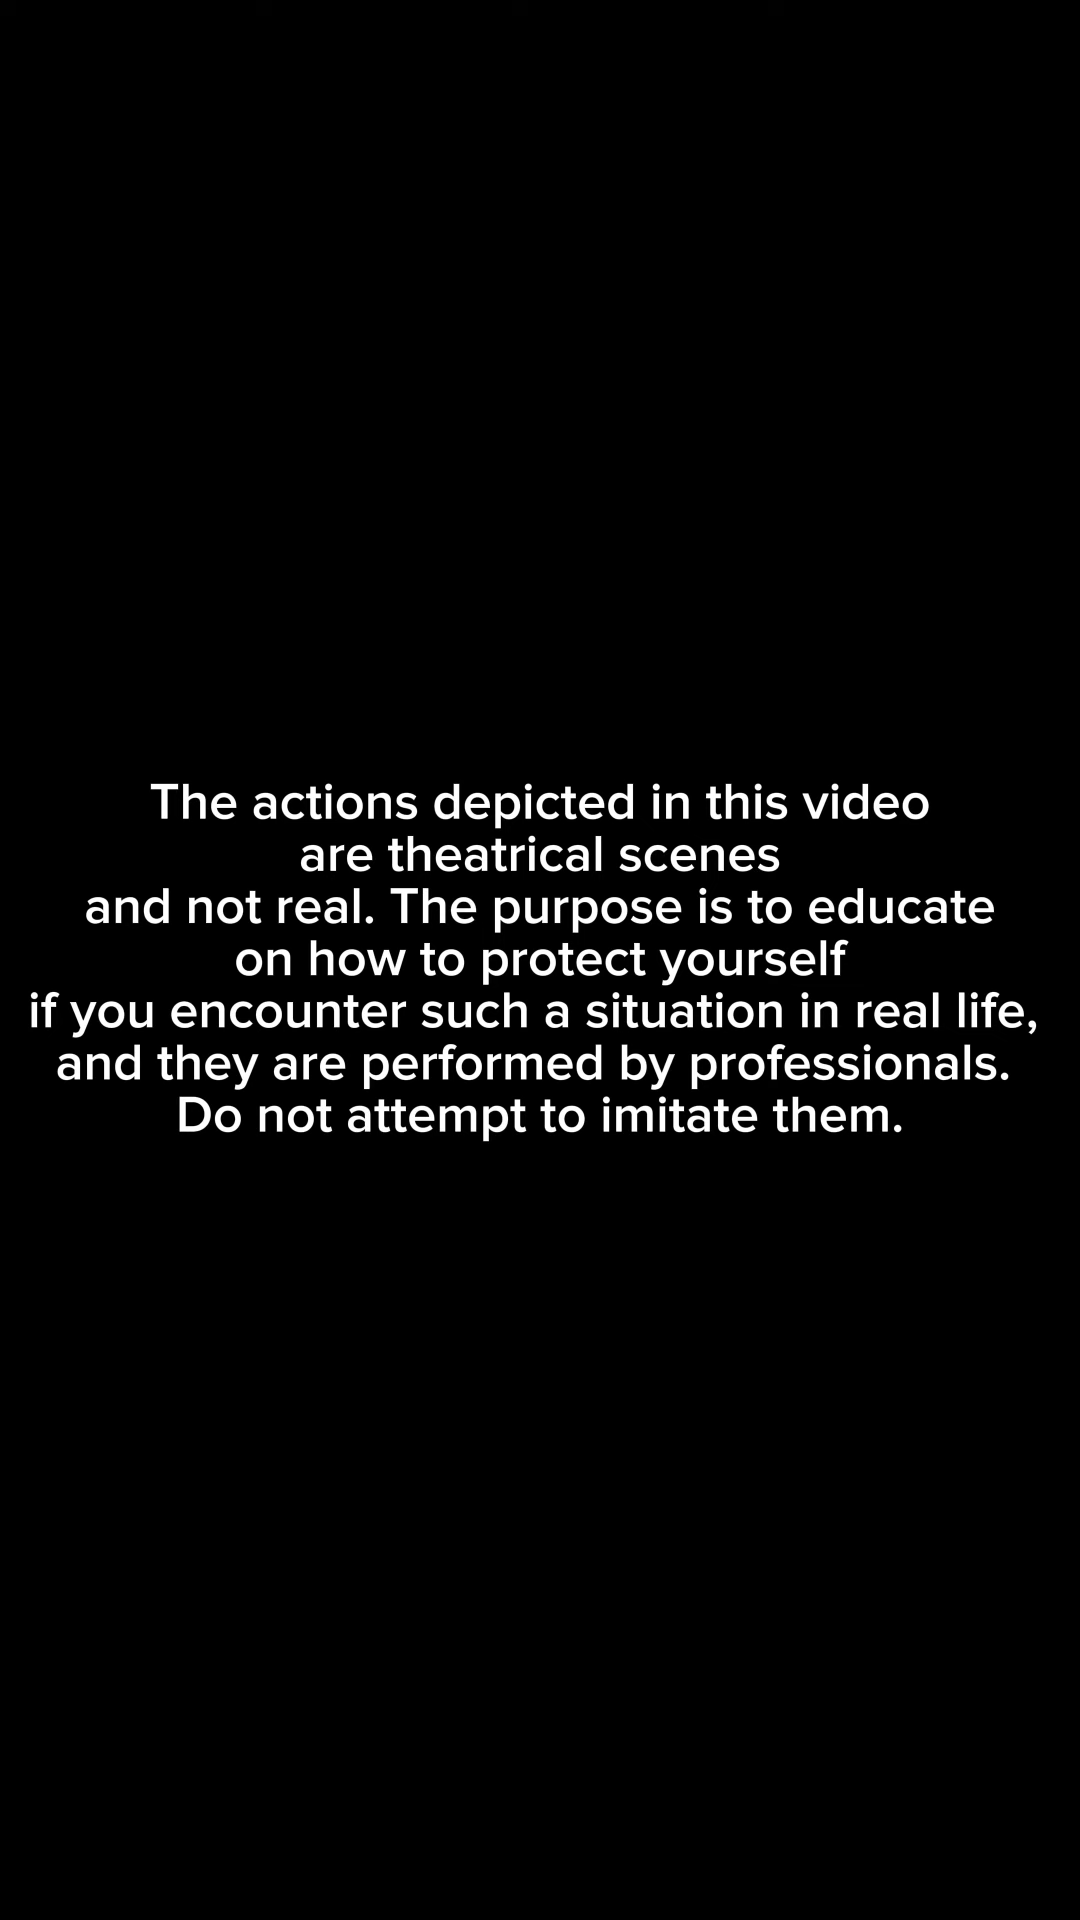 The actions depicted in this video
are theatrical scenes
and not real. The purpose is to educate
on how to protect yourself
if you encounter such a situation in real life,
and they are performed by professionals.
Do not attempt to imitate them.